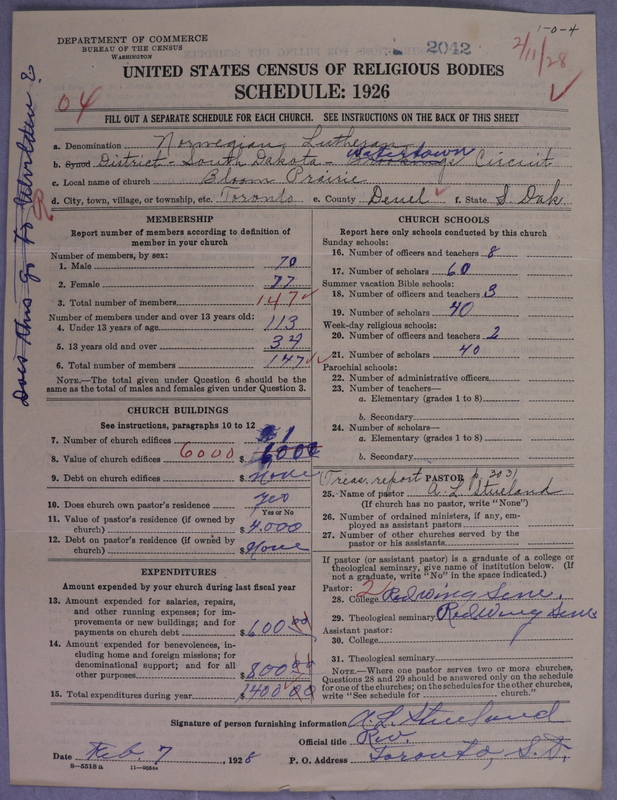 1-0-4
DEPARTMENT OF COMMERCE
BUREAU OF THE CENSUS
WASHINGTON
2042
2/11/28
UNITED STATES CENSUS OF RELIGIOUS BODIES
SCHEDULE: 1926
04
FILL OUT A SEPARATE SCHEDULE FOR EACH CHURCH. SEE INSTRUCTIONS ON THE BACK OF THIS SHEET
Does this go to
a. Denomination Norwegian Lutheran
b. Synod District - South Dakota - Watertown Circuit
c. Local name of church Bloom Prairie
d. City, town, village, or township, etc. Toronto e. County Deuel f. State S. Dak.
MEMBERSHIP
Report number of members according to definition of
member in your church
Number of members, by sex:
1. Male 70
2. Female 77
3. Total number of members 147
Number of members under and over 13 years old:
4. Under 13 years of age 113
5. 13 years old and over 34
6. Total number of members 147
NOTE.—The total given under Question 6 should be the
same as the total of males and females given under Question 3.
CHURCH BUILDINGS
See instructions, paragraphs 10 to 12
7. Number of church edifices 1
8. Value of church edifices 6000 $ 6000
9. Debt on church edifices $ None
10. Does church own pastor's residence? Yes
Yes or No
11. Value of pastor's residence (if owned by
church) $ 4.000
12. Debt on pastor's residence (if owned by
church) $ None
EXPENDITURES
Amount expended by your church during last fiscal year
13. Amount expended for salaries, repairs,
and other running expenses; for im-
provements or new buildings; and for
payments on church debt $ 600 00
14. Amount expended for benevolences, in-
cluding home and foreign missions; for
denominational support; and for all
other purposes $ 800 00
15. Total expenditures during year $ 1400 00
CHURCH SCHOOLS
Report here only schools conducted by this church
Sunday schools:
16. Number of officers and teachers 8
17. Number of scholars 60
Summer vacation Bible schools:
18. Number of officers and teachers 3
19. Number of scholars 40
Week-day religious schools:
20. Number of officers and teachers 2
21. Number of scholars 40
Parochial schools:
22. Number of administrative officers
23. Number of teachers—
a. Elementary (grades 1 to 8)
b. Secondary
24. Number of scholars—
a. Elementary (grades 1 to 8)
b. Secondary
Treas. report p. 3031
PASTOR
25. Name of pastor A. L. Strueland
(If church has no pastor, write "None")
26. Number of ordained ministers, if any, em-
ployed as assistant pastors
27. Number of other churches served by the
pastor or his assistants
If pastor (or assistant pastor) is a graduate of a college or
theological seminary, give name of institution below. (If
not a graduate, write "No" in the space indicated.)
Pastor: 2
28. College Red Wing Sem.
29. Theological seminary Red Wing Sem
Assistant pastor:
30. College
31. Theological seminary
NOTE.—Where one pastor serves two or more churches,
Questions 28 and 29 should be answered only on the schedule
for one of the churches; on the schedules for the other churches,
write "See schedule for church."
Signature of person furnishing information A. L. Strueland
Official title Rev.
Date Feb. 7, 1928 P. O. Address Toronto, S. D.
8-5518 a